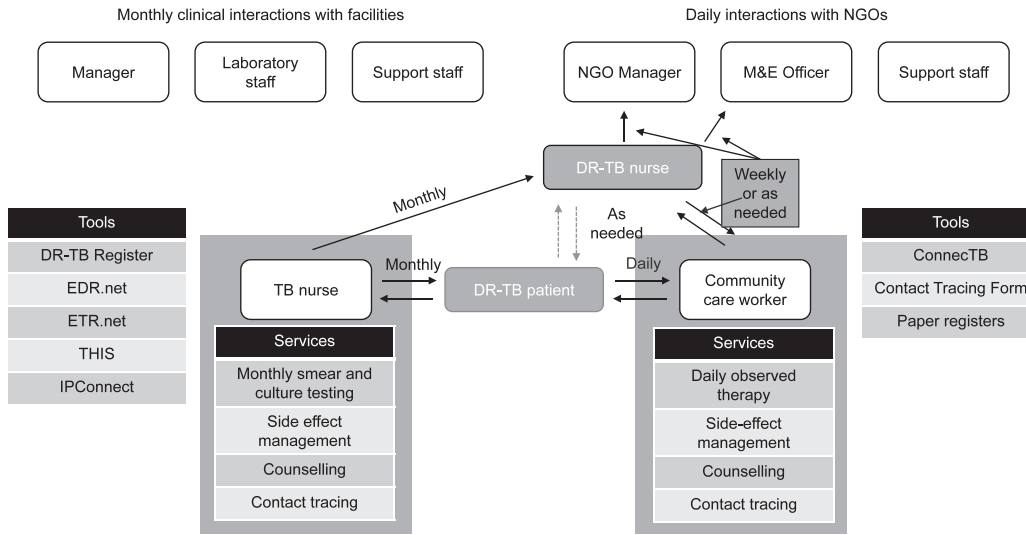 Monthly clinical interactions with facilities
Daily interactions with NGOs
Manager
Laboratory
staff
Support staff
NGO Manager
M&E Officer
Support staff
DR-TB nurse
Weekly
or as
needed
Monthly
As
needed
Tools
DR-TB Register
EDR.net
ETR.net
THIS
IPConnect
TB nurse
Monthly
DR-TB patient
Daily
Community
care worker
Tools
ConnecTB
Contact Tracing Form
Paper registers
Services
Monthly smear and
culture testing
Side effect
management
Counselling
Contact tracing
Services
Daily observed
therapy
Side-effect
management
Counselling
Contact tracing